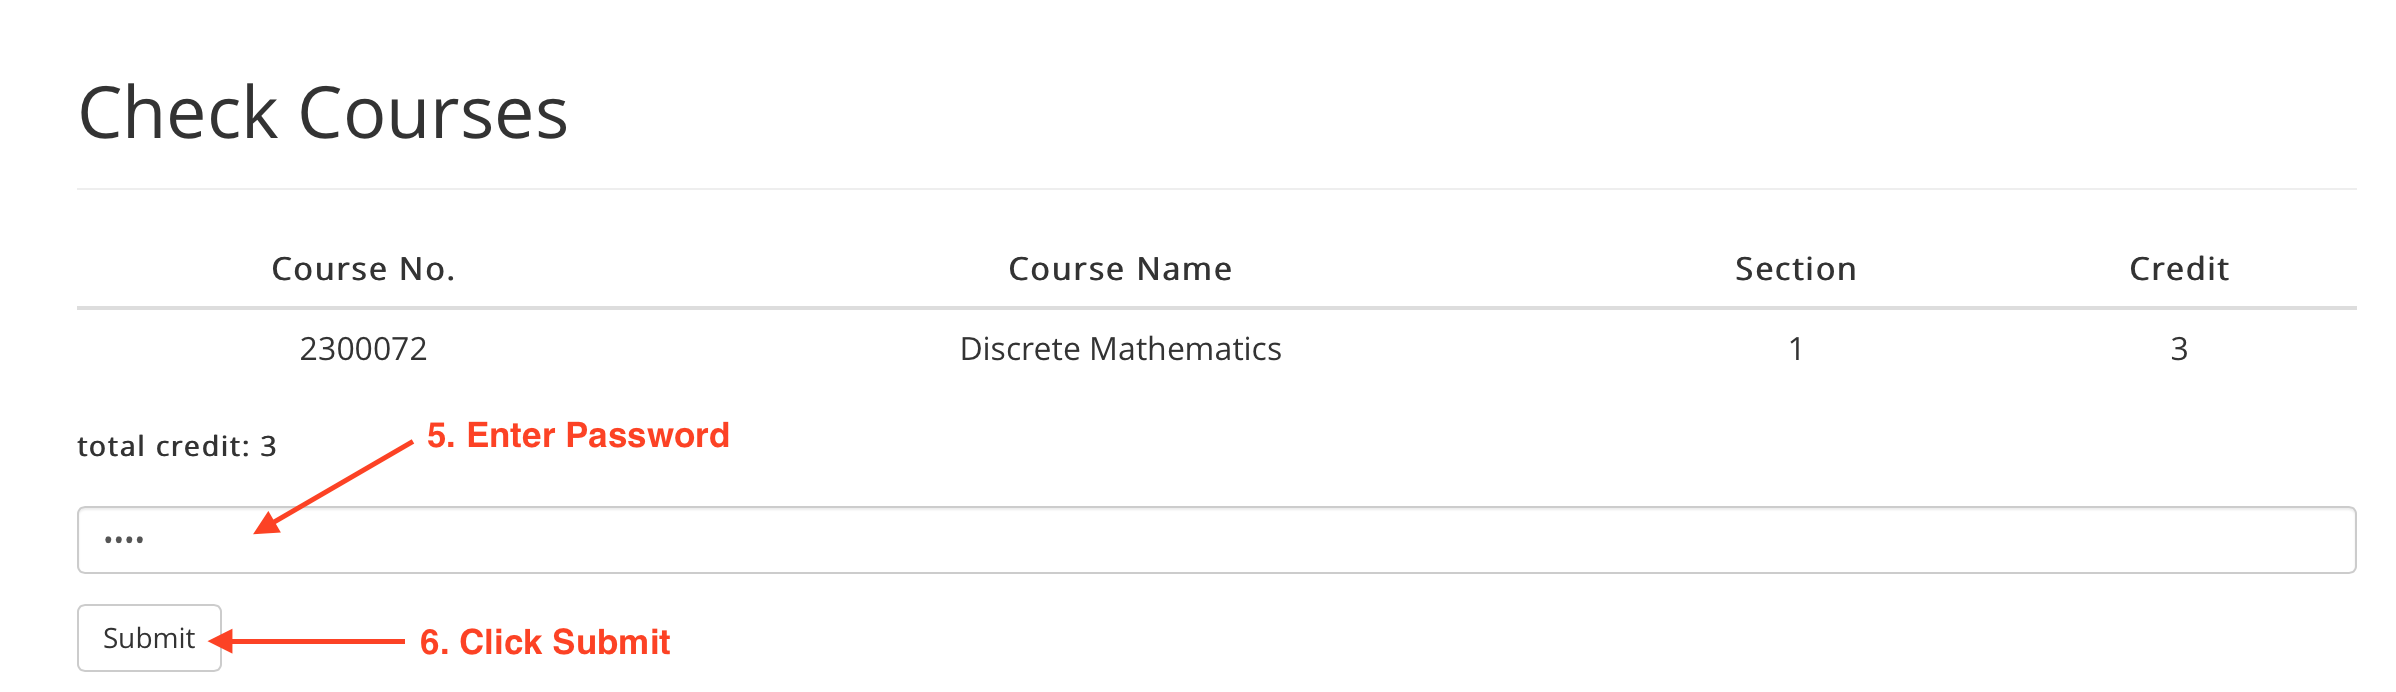 Check Courses
Course No. Course Name Section Credit
2300072 Discrete Mathematics 1 3
5. Enter Password
total credit: 3
••••
Submit
6. Click Submit